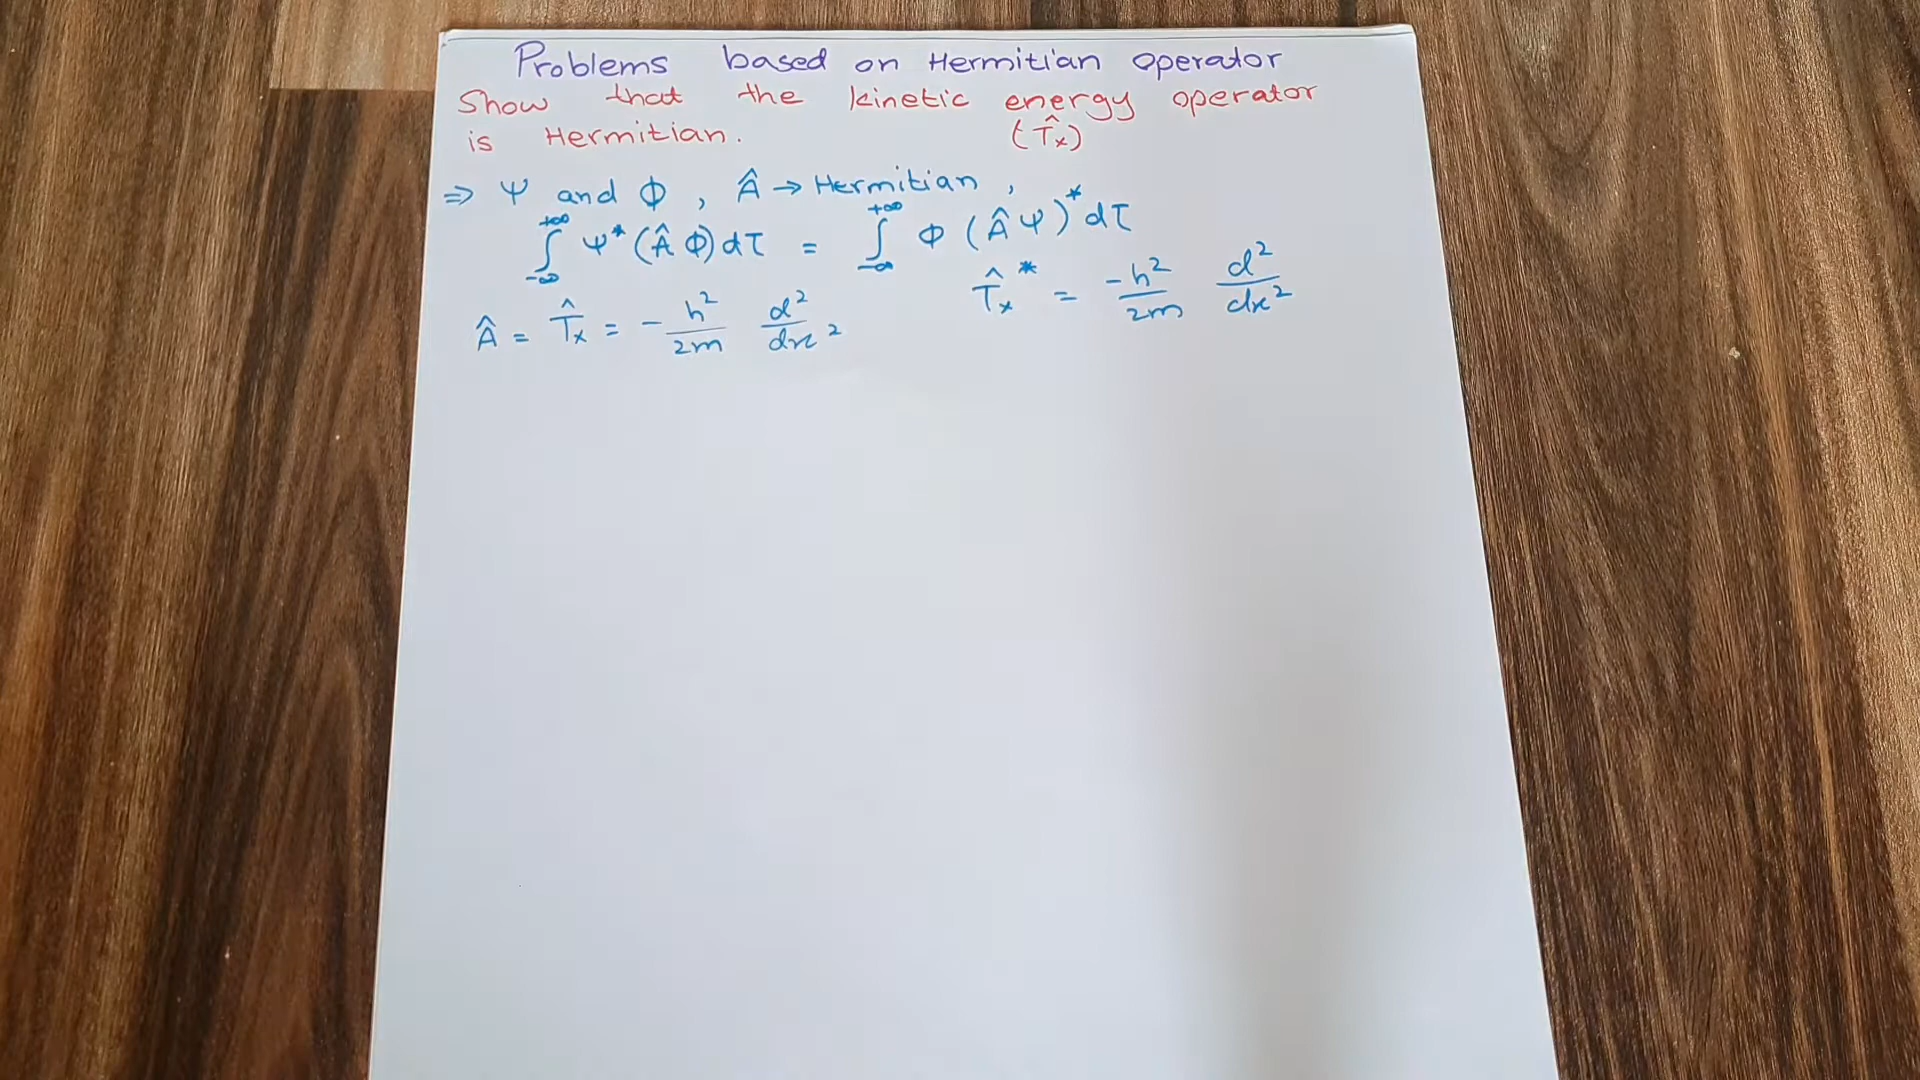 Problems based on Hermitian operator
Show that the kinetic energy operator
is Hermitian. (T̂ₓ)
⇒ Ψ and Φ , Â → Hermitian ,
∫₋∞⁺∞ Ψ* (Â Φ) dτ = ∫₋∞⁺∞ Φ (Â Ψ)* dτ
T̂ₓ* = -h²/2m d²/dx²
Â = T̂ₓ = - h²/2m d²/dx²